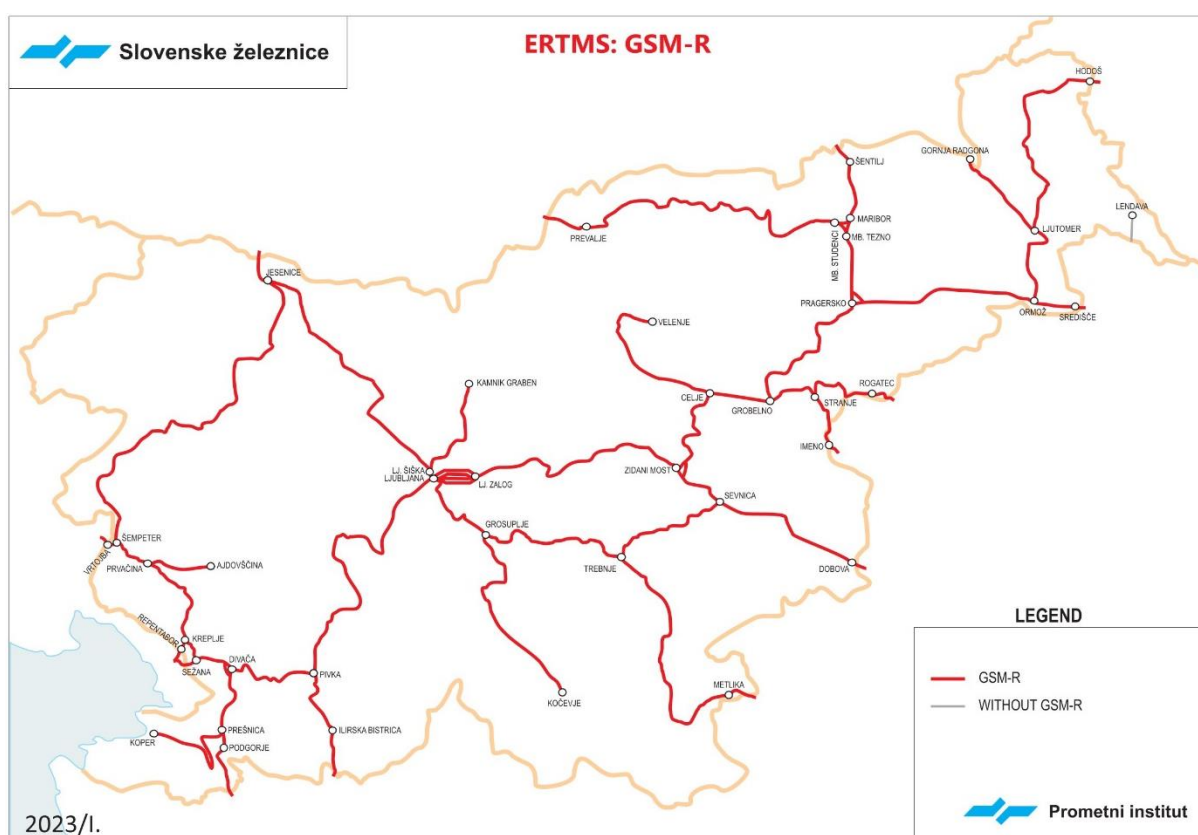 Slovenske železnice
ERTMS: GSM-R
HODOŠ
GORNJA RADGONA
ŠENTILJ
LENDAVA
MARIBOR
PREVALJE
MB. TEZNO
MB. STUDENCI
LJUTOMER
JESENICE
PRAGERSKO
ORMOŽ
SREDIŠČE
VELENJE
KAMNIK GRABEN
ROGATEC
CELJE
GROBELNO
STRANJE
IMENO
LJ. ŠIŠKA
LJUBLJANA
LJ. ZALOG
ZIDANI MOST
SEVNICA
GROSUPLJE
ŠEMPETER
VRTOJBA
PRVAČINA
AJDOVŠČINA
TREBNJE
DOBOVA
REPENTABOR
KREPLJE
SEŽANA
DIVAČA
PIVKA
KOČEVJE
METLIKA
PREŠNICA
KOPER
PODGORJE
ILIRSKA BISTRICA
LEGEND
GSM-R
WITHOUT GSM-R
Prometni institut
2023/I.